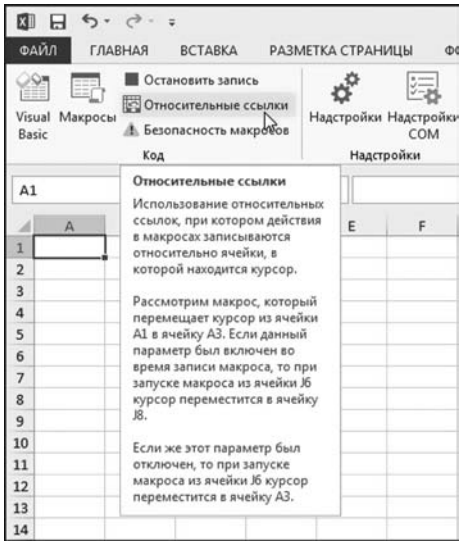 ФАЙЛ ГЛАВНАЯ ВСТАВКА РАЗМЕТКА СТРАНИЦЫ
Остановить запись
Относительные ссылки
Безопасность макросов
Visual Basic
Макросы
Код
Надстройки
Надстройки COM
Надстройки
A1
A E F
Относительные ссылки
Использование относительных
ссылок, при котором действия
в макросах записываются
относительно ячейки, в
которой находится курсор.
Рассмотрим макрос, который
перемещает курсор из ячейки
A1 в ячейку A3. Если данный
параметр был включен во
время записи макроса, то при
запуске макроса из ячейки J6
курсор переместится в ячейку
J8.
Если же этот параметр был
отключен, то при запуске
макроса из ячейки J6 курсор
переместится в ячейку A3.
1
2
3
4
5
6
7
8
9
10
11
12
13
14